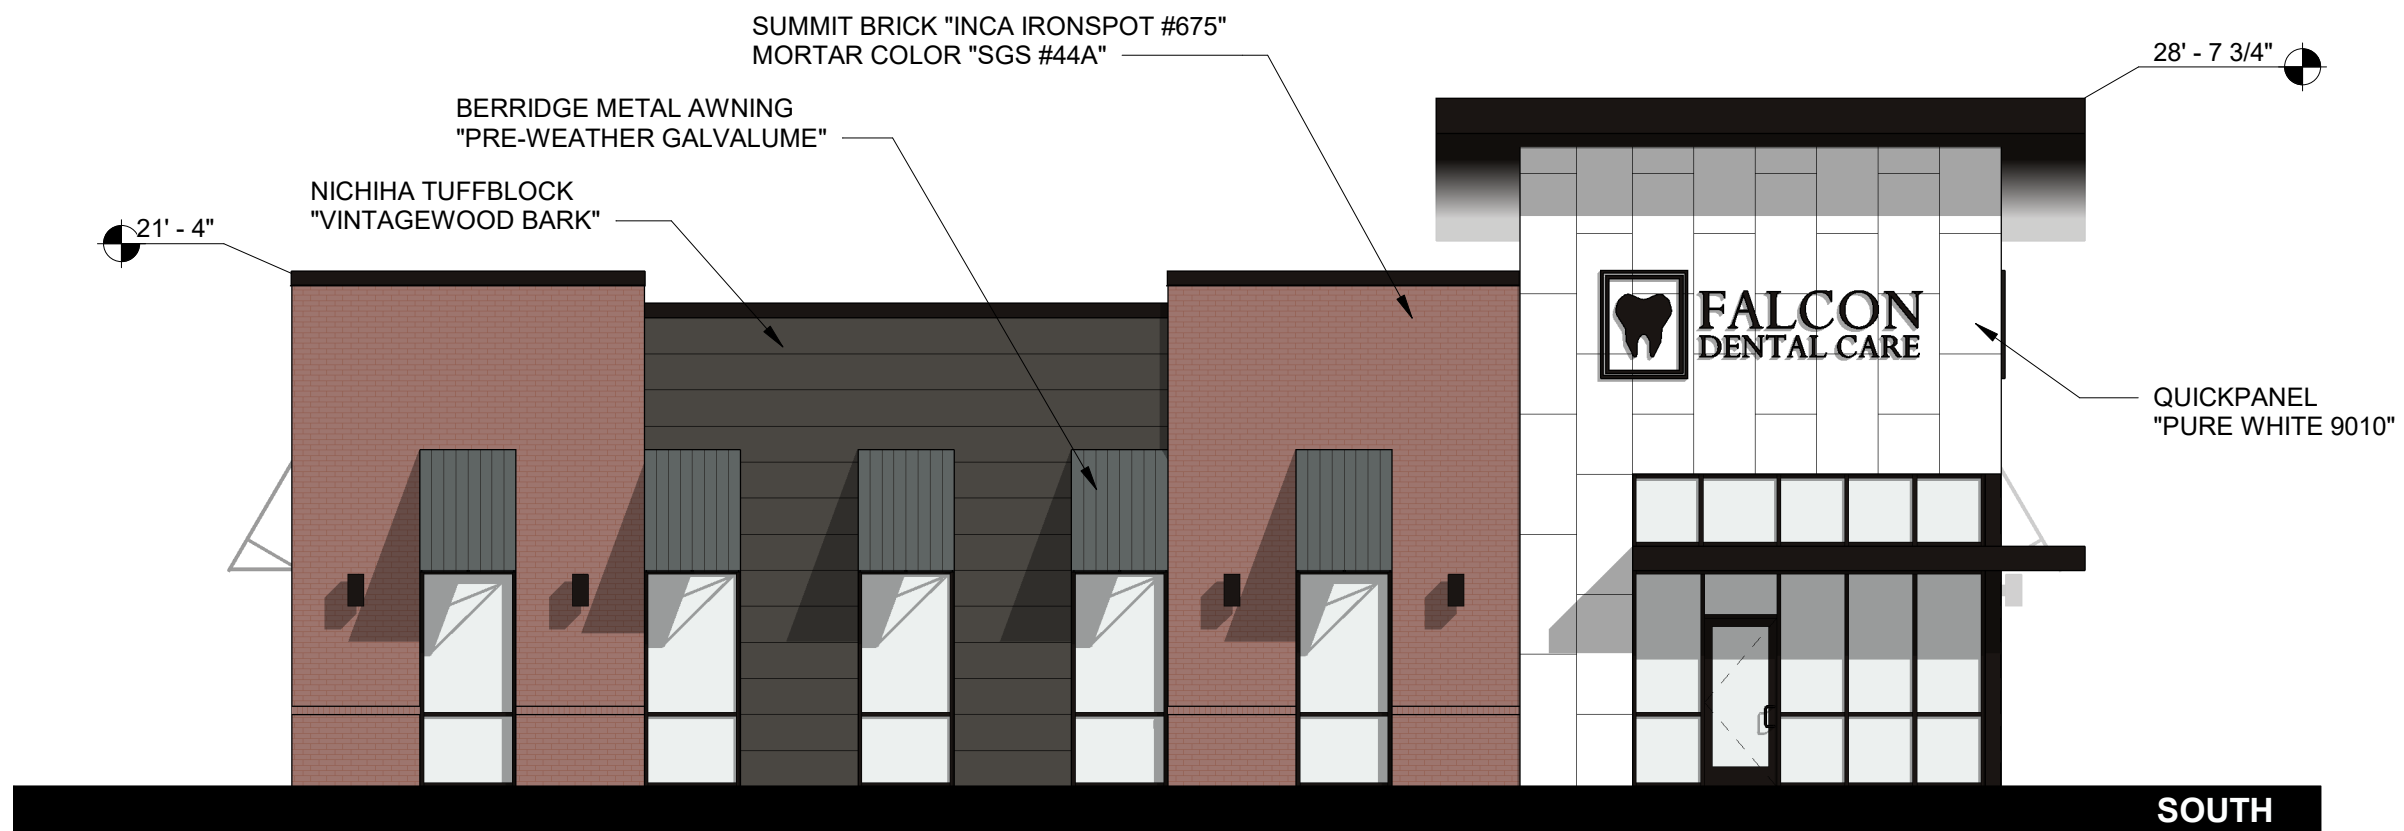 SUMMIT BRICK "INCA IRONSPOT #675"
MORTAR COLOR "SGS #44A"
28' - 7 3/4"
BERRIDGE METAL AWNING
"PRE-WEATHER GALVALUME"
NICHIHA TUFFBLOCK
"VINTAGEWOOD BARK"
21' - 4"
FALCON
DENTAL CARE
QUICKPANEL
"PURE WHITE 9010"
SOUTH